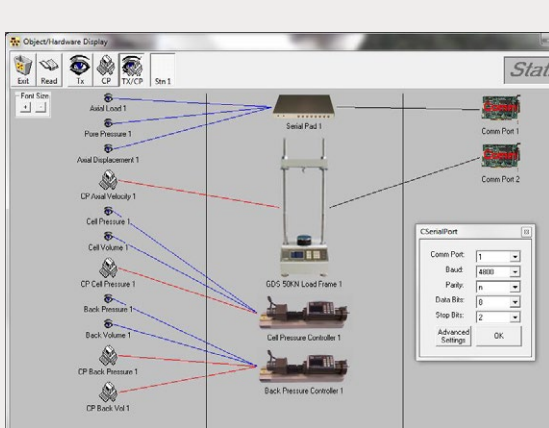 Object/Hardware Display
Exit
Read
Tx
CP
TX/CP
Stn 1
Stat
Font Size
+
-
Axial Load 1
Pore Pressure 1
Axial Displacement 1
CP Axial Velocity 1
Cell Pressure 1
Cell Volume 1
CP Cell Pressure 1
Back Pressure 1
Back Volume 1
CP Back Pressure 1
CP Back Vol 1
Serial Pad 1
GDS 50KN Load Frame 1
Cell Pressure Controller 1
Back Pressure Controller 1
Comm Port 1
Comm Port 2
CSerialPort
Comm Port: 1
Baud: 4800
Parity: n
Data Bits: 8
Stop Bits: 2
Advanced
Settings
OK